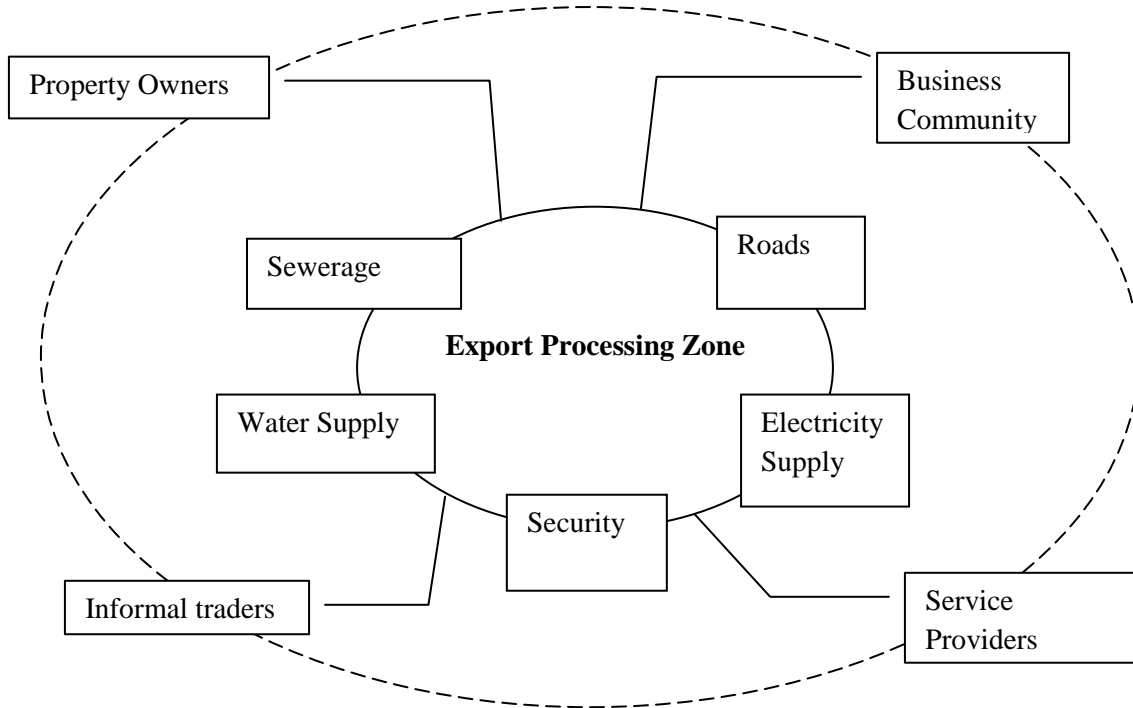 Property Owners
Business
Community
Sewerage
Roads
Export Processing Zone
Water Supply
Electricity
Supply
Security
Informal traders
Service
Providers